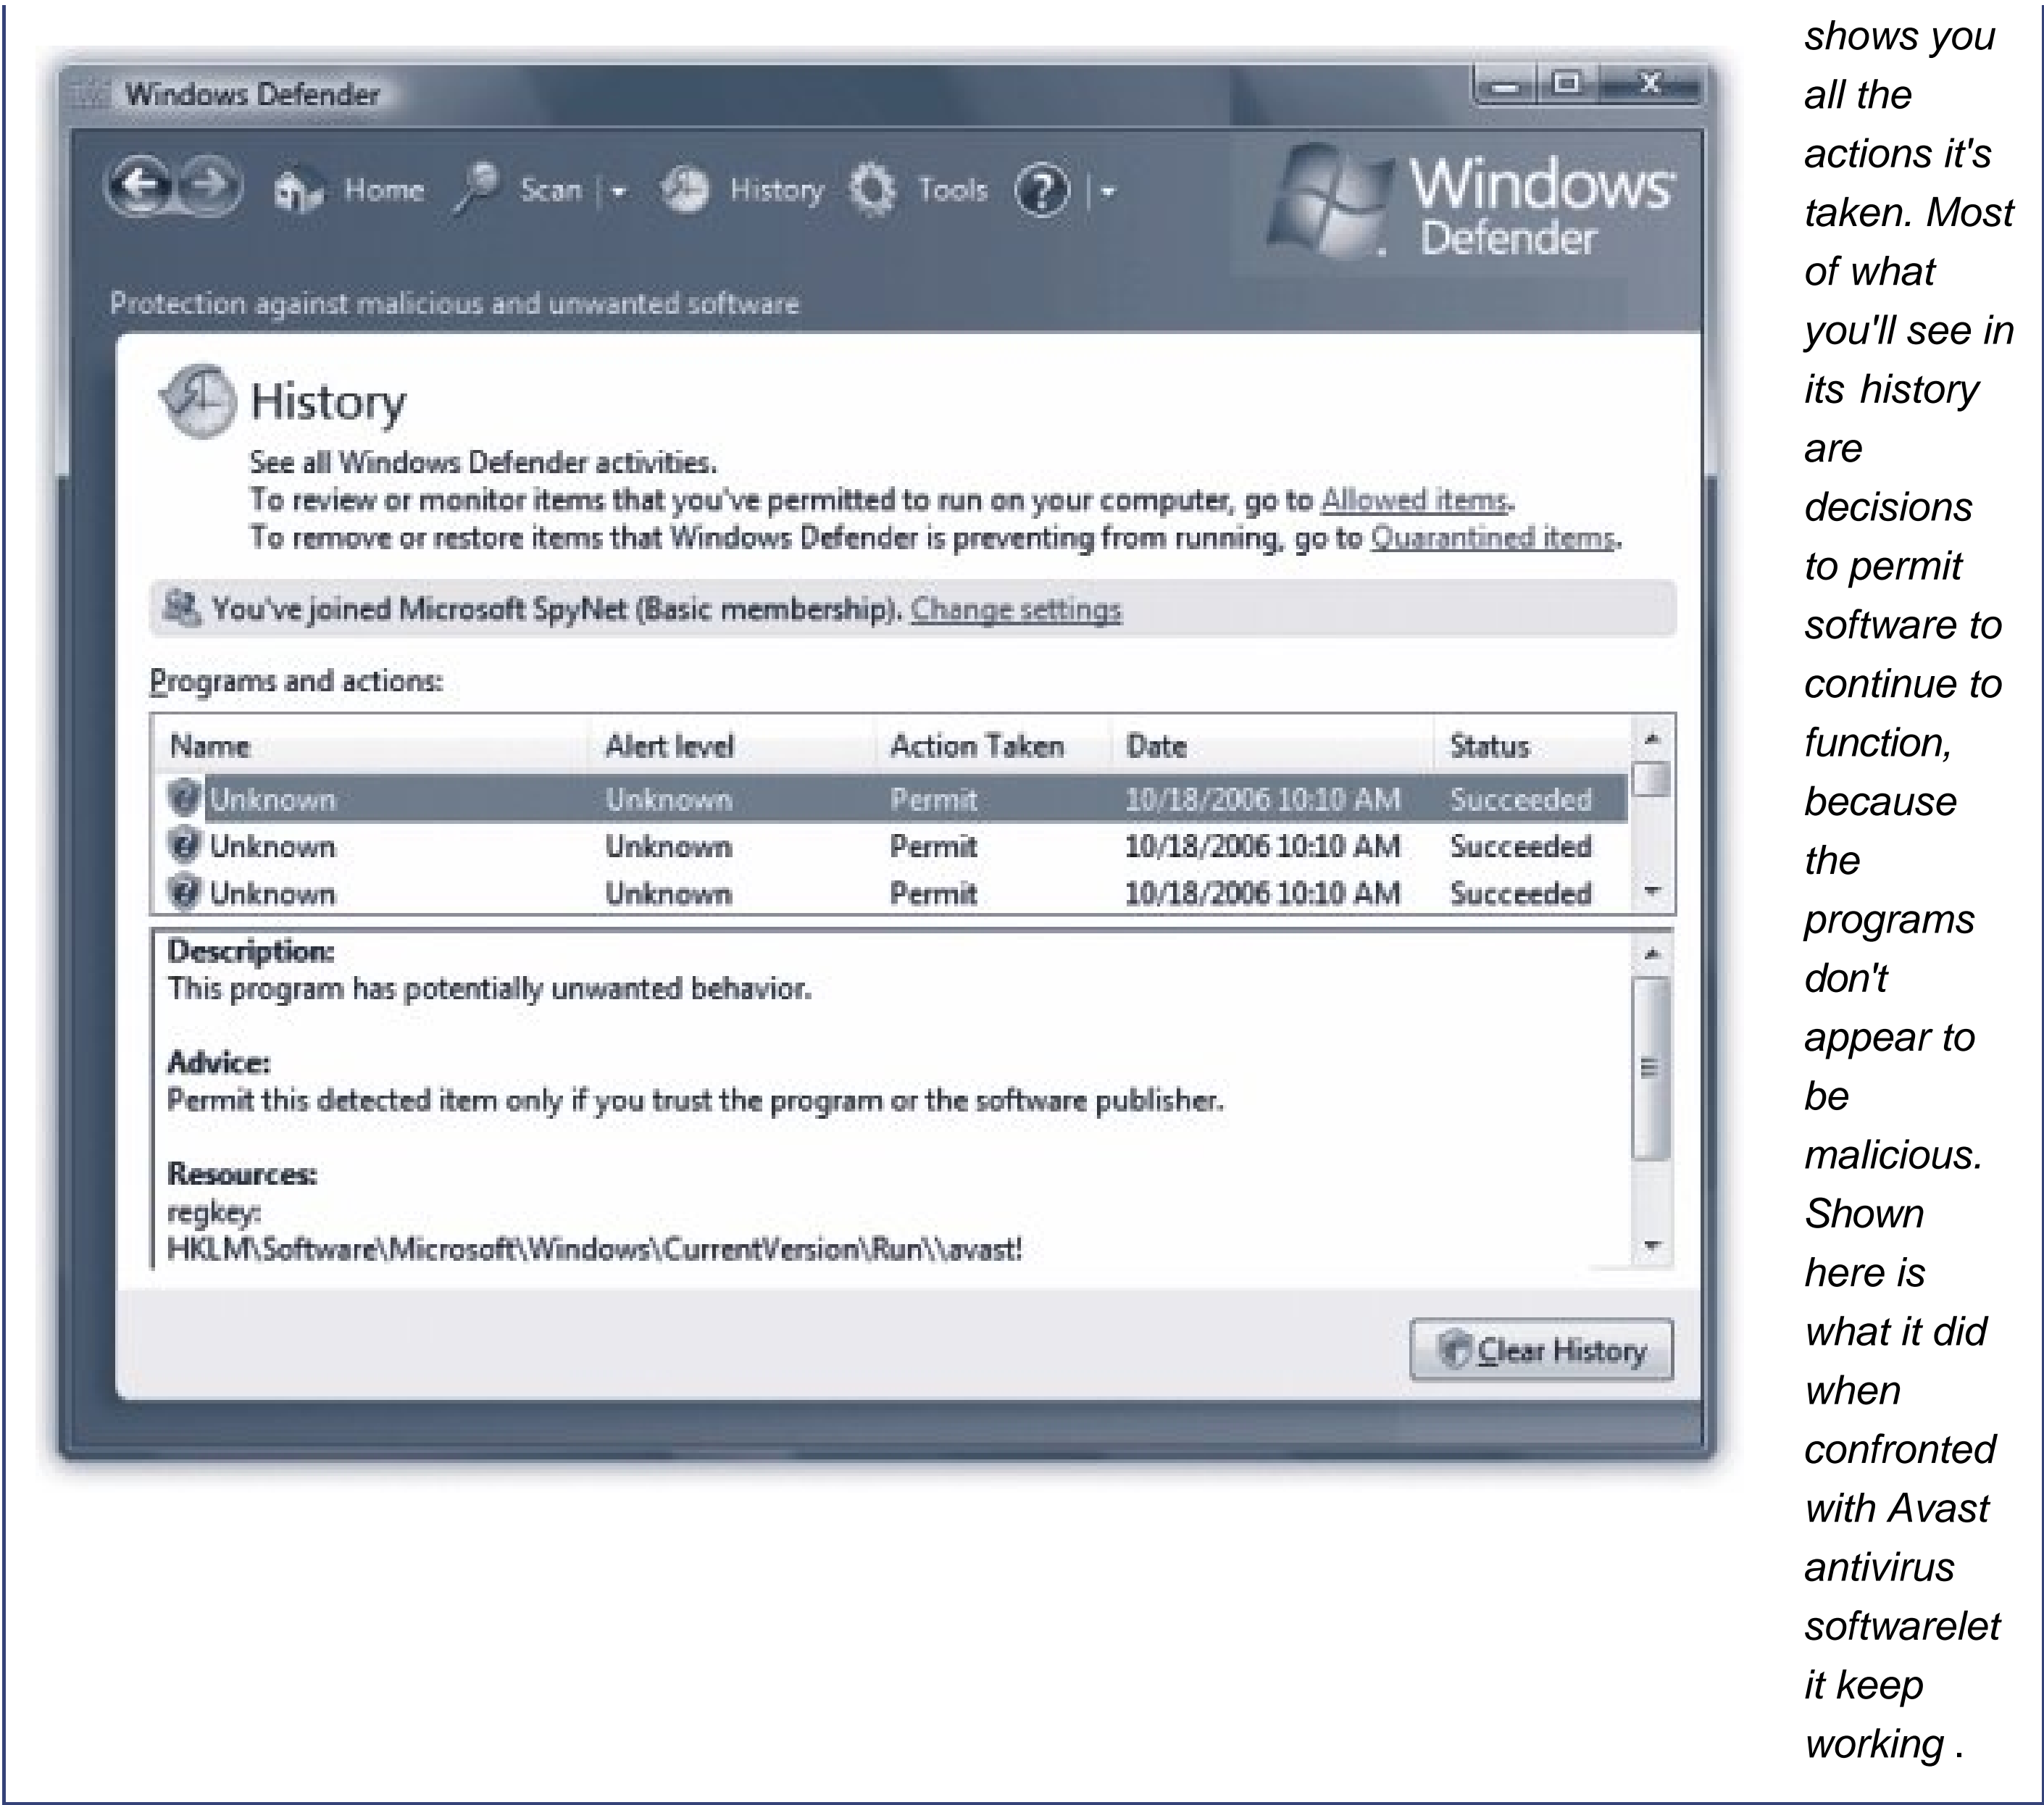 Windows Defender
Home Scan History Tools ?
Windows
Defender
Protection against malicious and unwanted software
History
See all Windows Defender activities.
To review or monitor items that you've permitted to run on your computer, go to Allowed items.
To remove or restore items that Windows Defender is preventing from running, go to Quarantined items.
You've joined Microsoft SpyNet (Basic membership). Change settings
Programs and actions:
Name Alert level Action Taken Date Status
Unknown Unknown Permit 10/18/2006 10:10 AM Succeeded
Unknown Unknown Permit 10/18/2006 10:10 AM Succeeded
Unknown Unknown Permit 10/18/2006 10:10 AM Succeeded
Description:
This program has potentially unwanted behavior.
Advice:
Permit this detected item only if you trust the program or the software publisher.
Resources:
regkey:
HKLM\Software\Microsoft\Windows\CurrentVersion\Run\\avast!
Clear History
shows you
all the
actions it's
taken. Most
of what
you'll see in
its history
are
decisions
to permit
software to
continue to
function,
because
the
programs
don't
appear to
be
malicious.
Shown
here is
what it did
when
confronted
with Avast
antivirus
softwarelet
it keep
working .